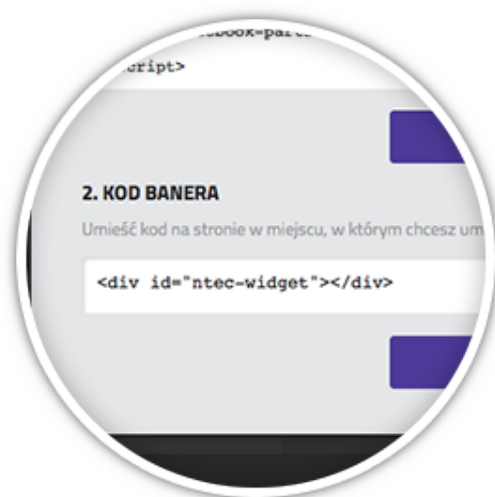 cript>
2. KOD BANERA
Umieść kod na stronie w miejscu, w którym chcesz um
<div id="ntec-widget"></div>